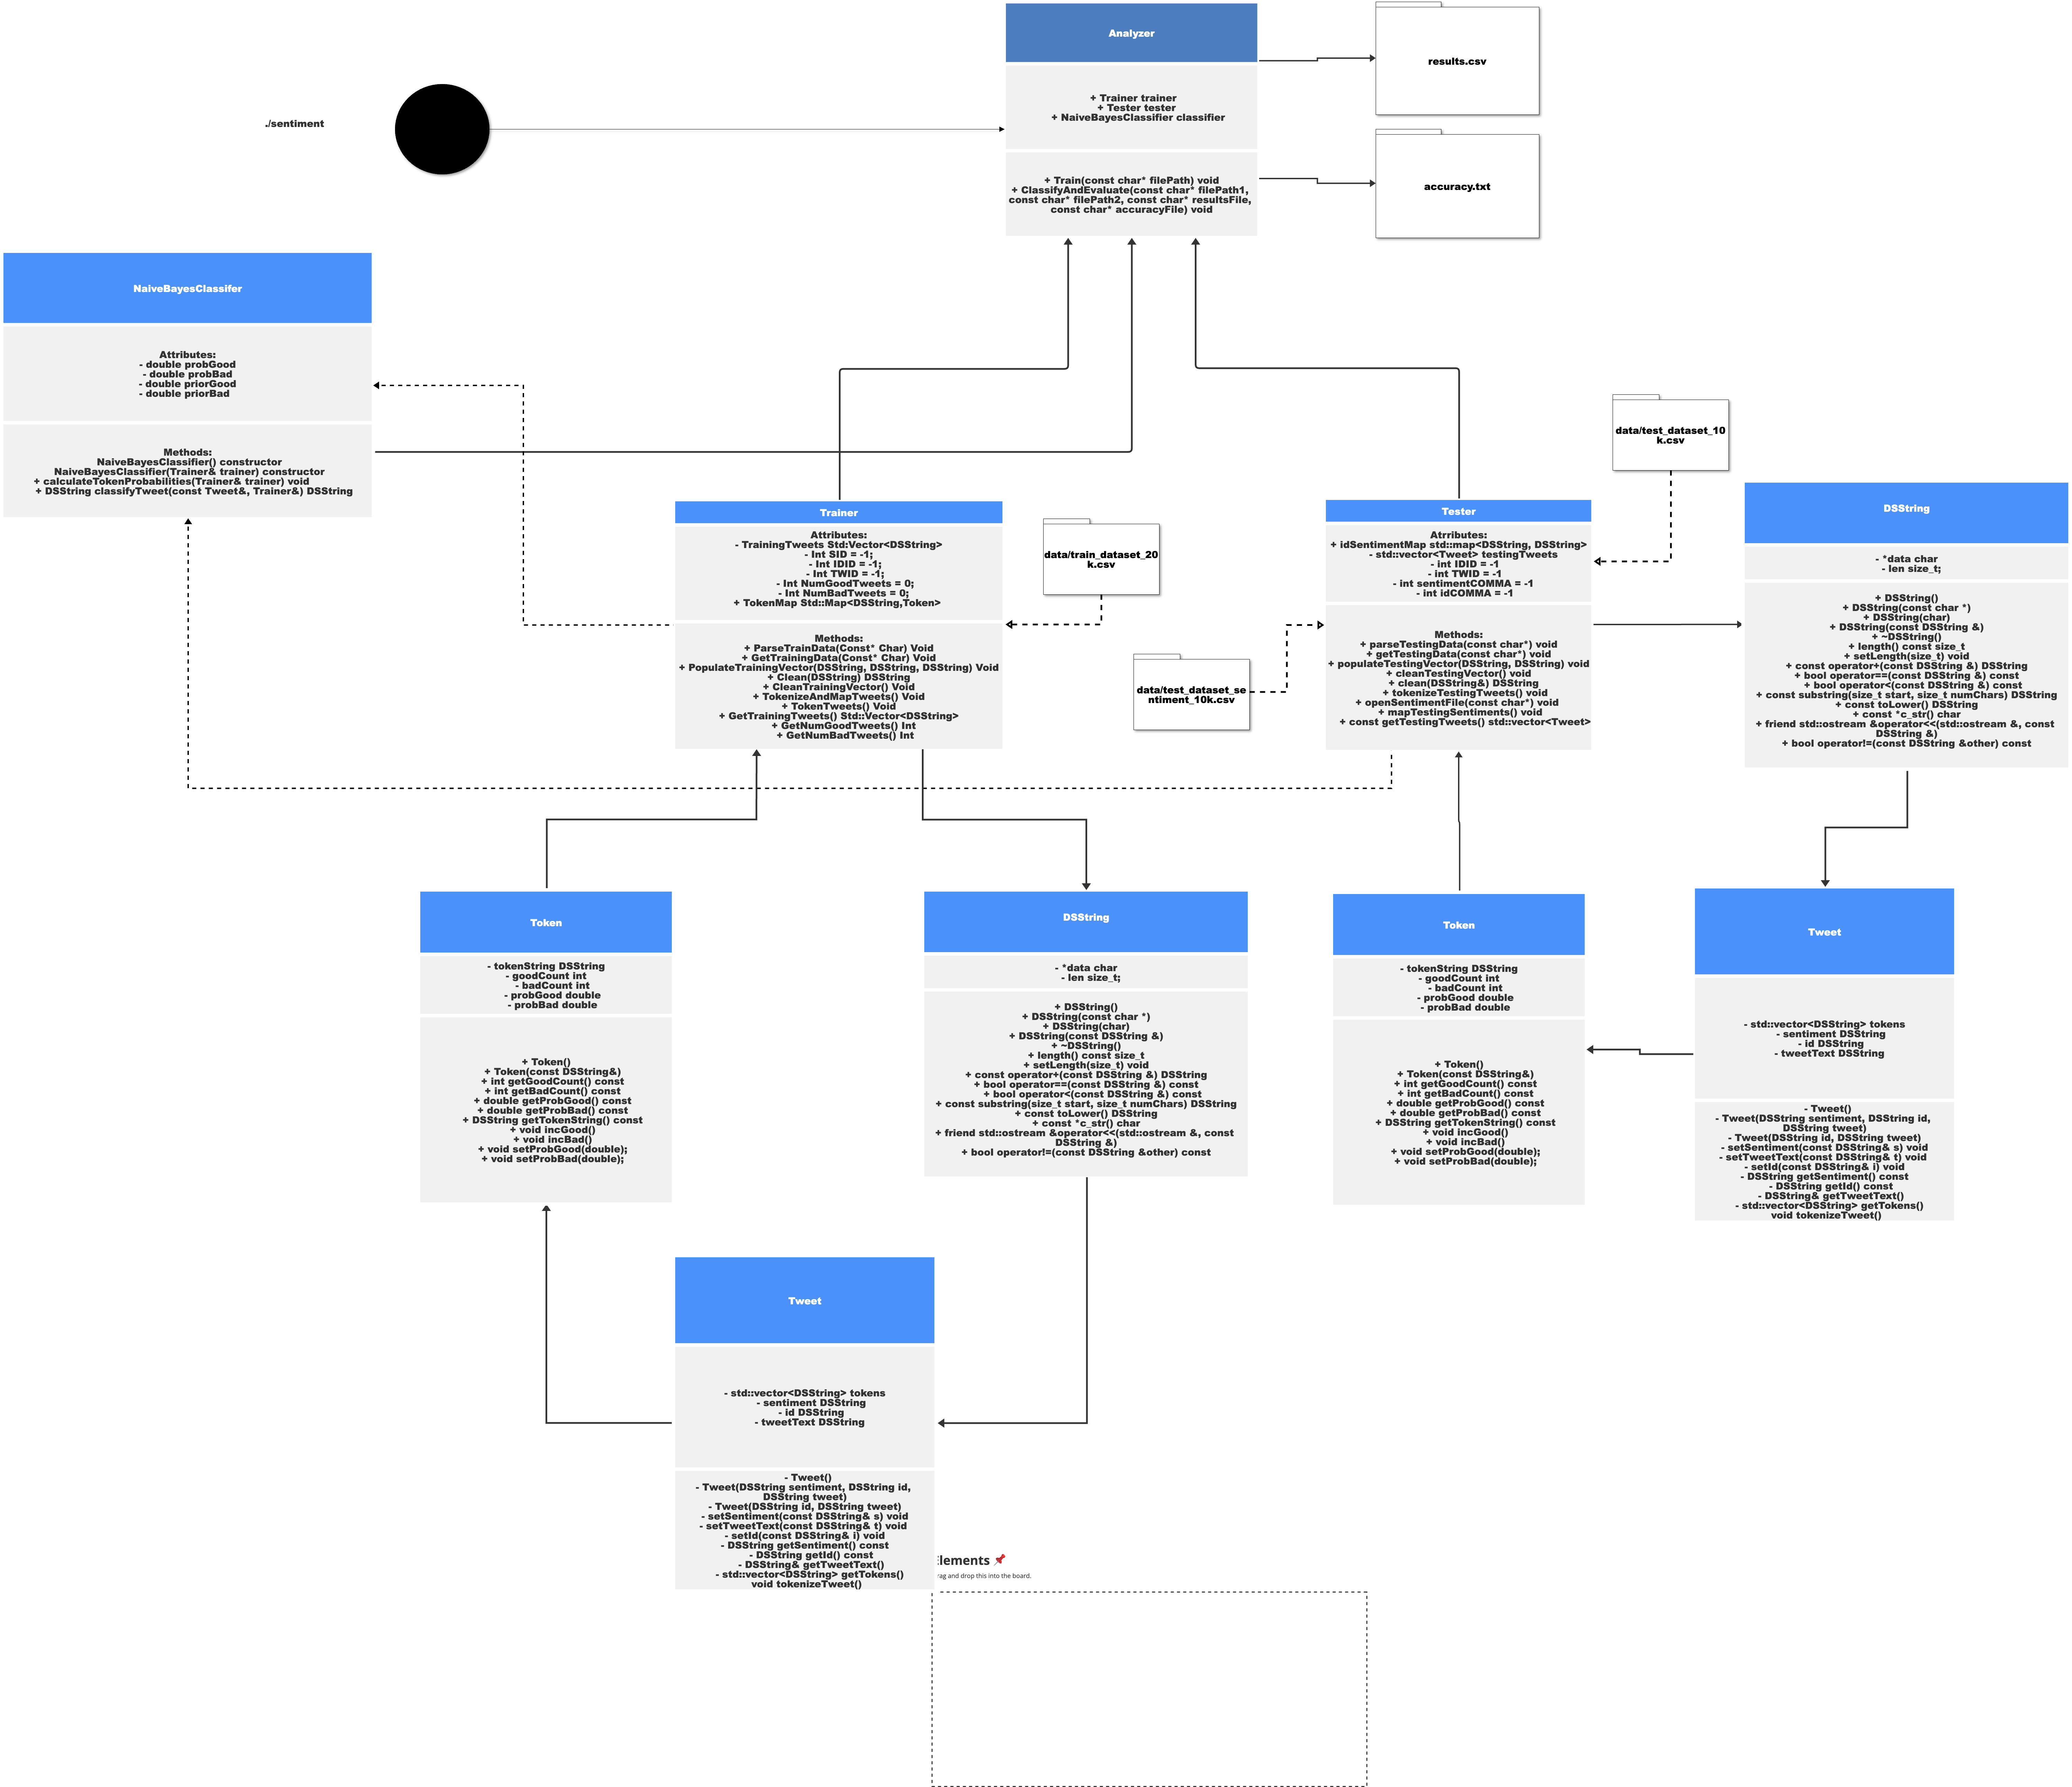 Analyzer
+ Trainer trainer
+ Tester tester
+ NaiveBayesClassifier classifier
+ Train(const char* filePath) void
+ ClassifyAndEvaluate(const char* filePath1,
const char* filePath2, const char* resultsFile,
const char* accuracyFile) void
results.csv
accuracy.txt
./sentiment
NaiveBayesClassifer
Attributes:
- double probGood
- double probBad
- double priorGood
- double priorBad
Methods:
NaiveBayesClassifier() constructor
NaiveBayesClassifier(Trainer& trainer) constructor
+ calculateTokenProbabilities(Trainer& trainer) void
+ DSString classifyTweet(const Tweet&, Trainer&) DSString
Trainer
Attributes:
- TrainingTweets Std:Vector<DSString>
- Int SID = -1;
- Int IDID = -1;
- Int TWID = -1;
- Int NumGoodTweets = 0;
- Int NumBadTweets = 0;
+ TokenMap Std::Map<DSString,Token>
Methods:
+ ParseTrainData(Const* Char) Void
+ GetTrainingData(Const* Char) Void
+ PopulateTrainingVector(DSString, DSString, DSString) Void
+ Clean(DSString) DSString
+ CleanTrainingVector() Void
+ TokenizeAndMapTweets() Void
+ TokenTweets() Void
+ GetTrainingTweets() Std::Vector<DSString>
+ GetNumGoodTweets() Int
+ GetNumBadTweets() Int
data/train_dataset_20
k.csv
data/test_dataset_se
ntiment_10k.csv
Tester
Atrributes:
+ idSentimentMap std::map<DSString, DSString>
- std::vector<Tweet> testingTweets
- int IDID = -1
- int TWID = -1
- int sentimentCOMMA = -1
- int idCOMMA = -1
Methods:
+ parseTestingData(const char*) void
+ getTestingData(const char*) void
+ populateTestingVector(DSString, DSString) void
+ cleanTestingVector() void
+ clean(DSString&) DSString
+ tokenizeTestingTweets() void
+ openSentimentFile(const char*) void
+ mapTestingSentiments() void
+ const getTestingTweets() std::vector<Tweet>
data/test_dataset_10
k.csv
DSString
- *data char
- len size_t;
+ DSString()
+ DSString(const char *)
+ DSString(char)
+ DSString(const DSString &)
+ ~DSString()
+ length() const size_t
+ setLength(size_t) void
+ const operator+(const DSString &) DSString
+ bool operator==(const DSString &) const
+ bool operator<(const DSString &) const
+ const substring(size_t start, size_t numChars) DSString
+ const toLower() DSString
+ const *c_str() char
+ friend std::ostream &operator<<(std::ostream &, const
DSString &)
+ bool operator!=(const DSString &other) const
Token
- tokenString DSString
- goodCount int
- badCount int
- probGood double
- probBad double
+ Token()
+ Token(const DSString&)
+ int getGoodCount() const
+ int getBadCount() const
+ double getProbGood() const
+ double getProbBad() const
+ DSString getTokenString() const
+ void incGood()
+ void incBad()
+ void setProbGood(double);
+ void setProbBad(double);
DSString
- *data char
- len size_t;
+ DSString()
+ DSString(const char *)
+ DSString(char)
+ DSString(const DSString &)
+ ~DSString()
+ length() const size_t
+ setLength(size_t) void
+ const operator+(const DSString &) DSString
+ bool operator==(const DSString &) const
+ bool operator<(const DSString &) const
+ const substring(size_t start, size_t numChars) DSString
+ const toLower() DSString
+ const *c_str() char
+ friend std::ostream &operator<<(std::ostream &, const
DSString &)
+ bool operator!=(const DSString &other) const
Token
- tokenString DSString
- goodCount int
- badCount int
- probGood double
- probBad double
+ Token()
+ Token(const DSString&)
+ int getGoodCount() const
+ int getBadCount() const
+ double getProbGood() const
+ double getProbBad() const
+ DSString getTokenString() const
+ void incGood()
+ void incBad()
+ void setProbGood(double);
+ void setProbBad(double);
Tweet
- std::vector<DSString> tokens
- sentiment DSString
- id DSString
- tweetText DSString
- Tweet()
- Tweet(DSString sentiment, DSString id,
DSString tweet)
- Tweet(DSString id, DSString tweet)
- setSentiment(const DSString& s) void
- setTweetText(const DSString& t) void
- setId(const DSString& i) void
- DSString getSentiment() const
- DSString getId() const
- DSString& getTweetText()
- std::vector<DSString> getTokens()
void tokenizeTweet()
Tweet
- std::vector<DSString> tokens
- sentiment DSString
- id DSString
- tweetText DSString
- Tweet()
- Tweet(DSString sentiment, DSString id,
DSString tweet)
- Tweet(DSString id, DSString tweet)
- setSentiment(const DSString& s) void
- setTweetText(const DSString& t) void
- setId(const DSString& i) void
- DSString getSentiment() const
- DSString getId() const
- DSString& getTweetText()
- std::vector<DSString> getTokens()
void tokenizeTweet()
Elements 📌
rag and drop this into the board.